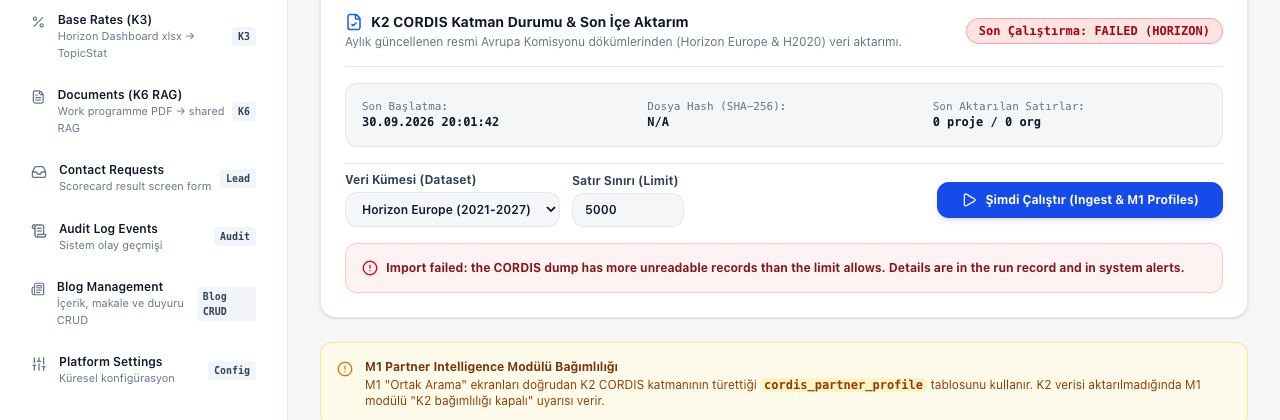 Base Rates (K3)
Horizon Dashboard xlsx →
TopicStat
K3
Documents (K6 RAG)
Work programme PDF → shared
RAG
K6
Contact Requests
Scorecard result screen form
Lead
Audit Log Events
Sistem olay geçmişi
Audit
Blog Management
İçerik, makale ve duyuru
CRUD
Blog
CRUD
Platform Settings
Küresel konfigürasyon
Config
K2 CORDIS Katman Durumu & Son İçe Aktarım
Aylık güncellenen resmi Avrupa Komisyonu dökümlerinden (Horizon Europe & H2020) veri aktarımı.
Son Çalıştırma: FAILED (HORIZON)
Son Başlatma:
30.09.2026 20:01:42
Dosya Hash (SHA-256):
N/A
Son Aktarılan Satırlar:
0 proje / 0 org
Veri Kümesi (Dataset)
Horizon Europe (2021-2027)
Satır Sınırı (Limit)
5000
Şimdi Çalıştır (Ingest & M1 Profiles)
Import failed: the CORDIS dump has more unreadable records than the limit allows. Details are in the run record and in system alerts.
M1 Partner Intelligence Modülü Bağımlılığı
M1 "Ortak Arama" ekranları doğrudan K2 CORDIS katmanının türettiği cordis_partner_profile tablosunu kullanır. K2 verisi aktarılmadığında M1
modülü "K2 bağımlılığı kapalı" uyarısı verir.